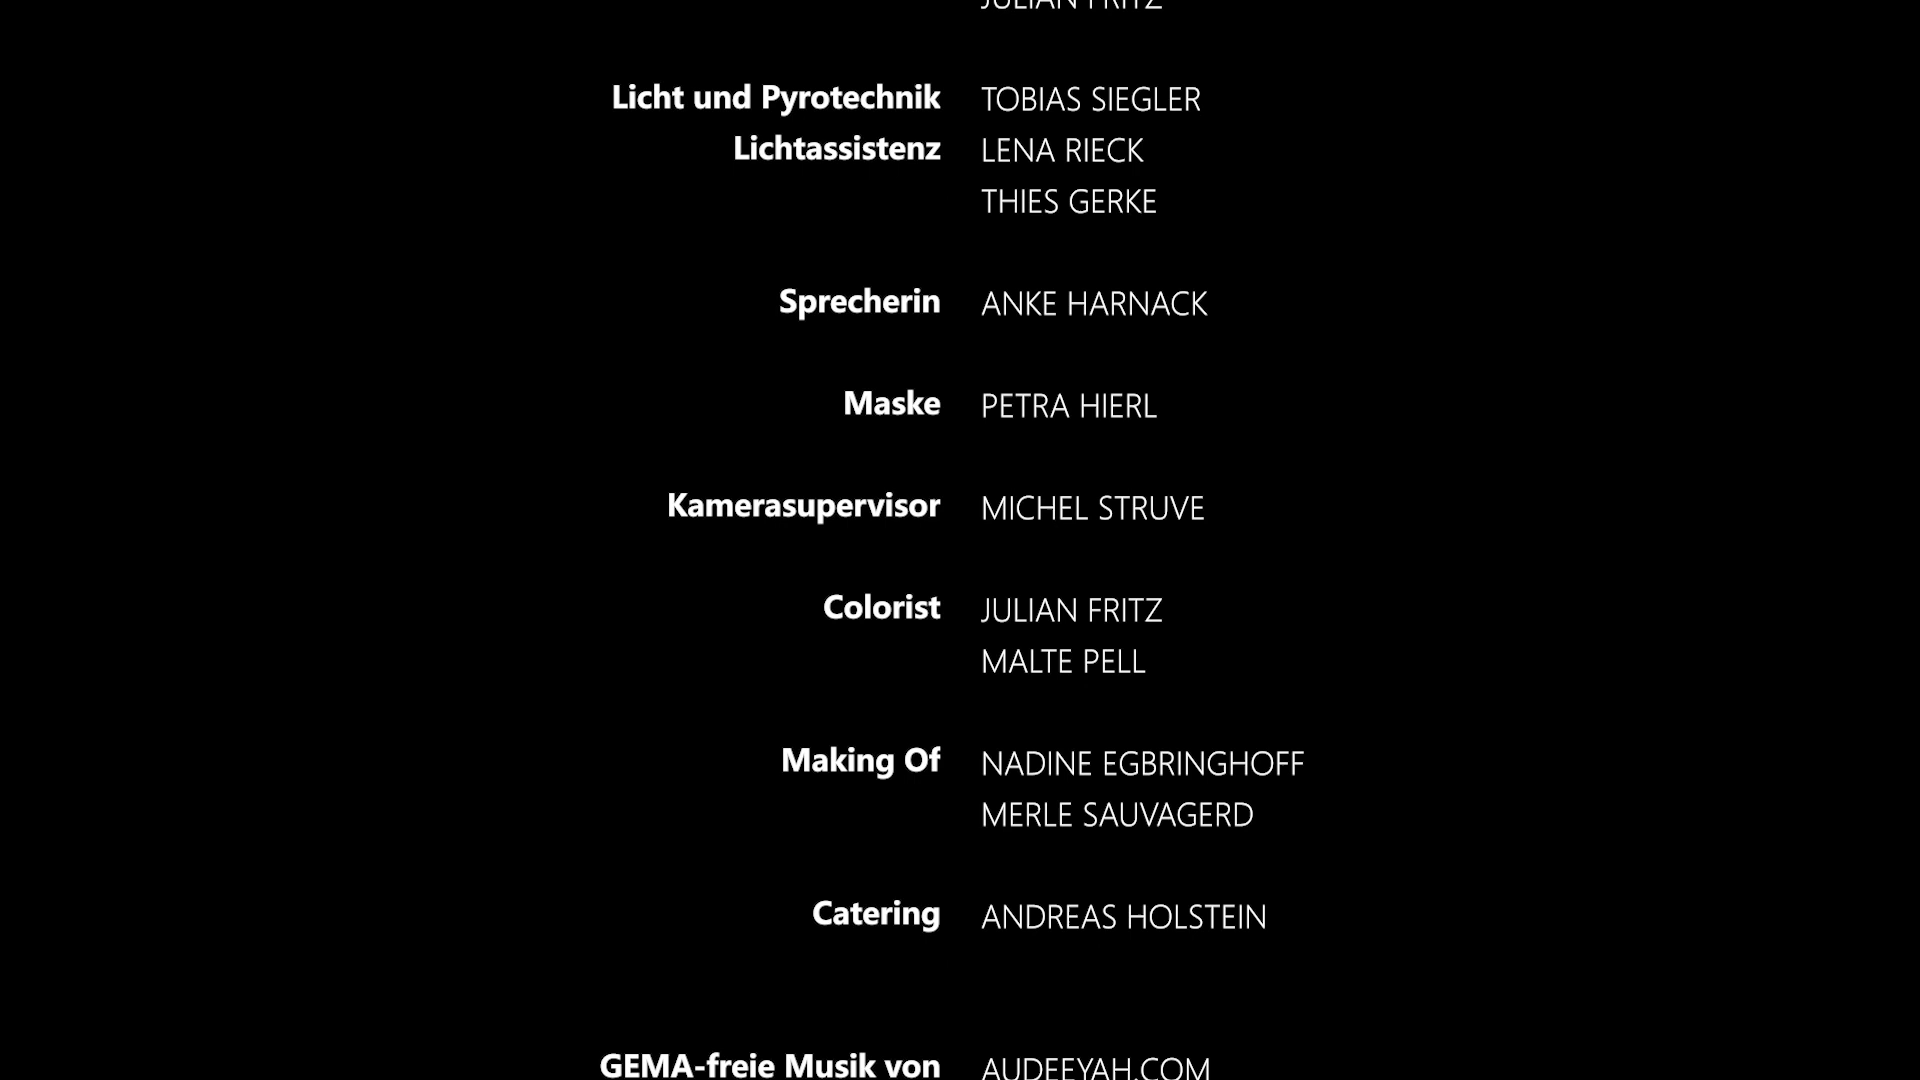 JULIAN FRITZ
Licht und Pyrotechnik TOBIAS SIEGLER
Lichtassistenz LENA RIECK
THIES GERKE
Sprecherin ANKE HARNACK
Maske PETRA HIERL
Kamerasupervisor MICHEL STRUVE
Colorist JULIAN FRITZ
MALTE PELL
Making Of NADINE EGBRINGHOFF
MERLE SAUVAGERD
Catering ANDREAS HOLSTEIN
GEMA-freie Musik von AUDEEYAH.COM